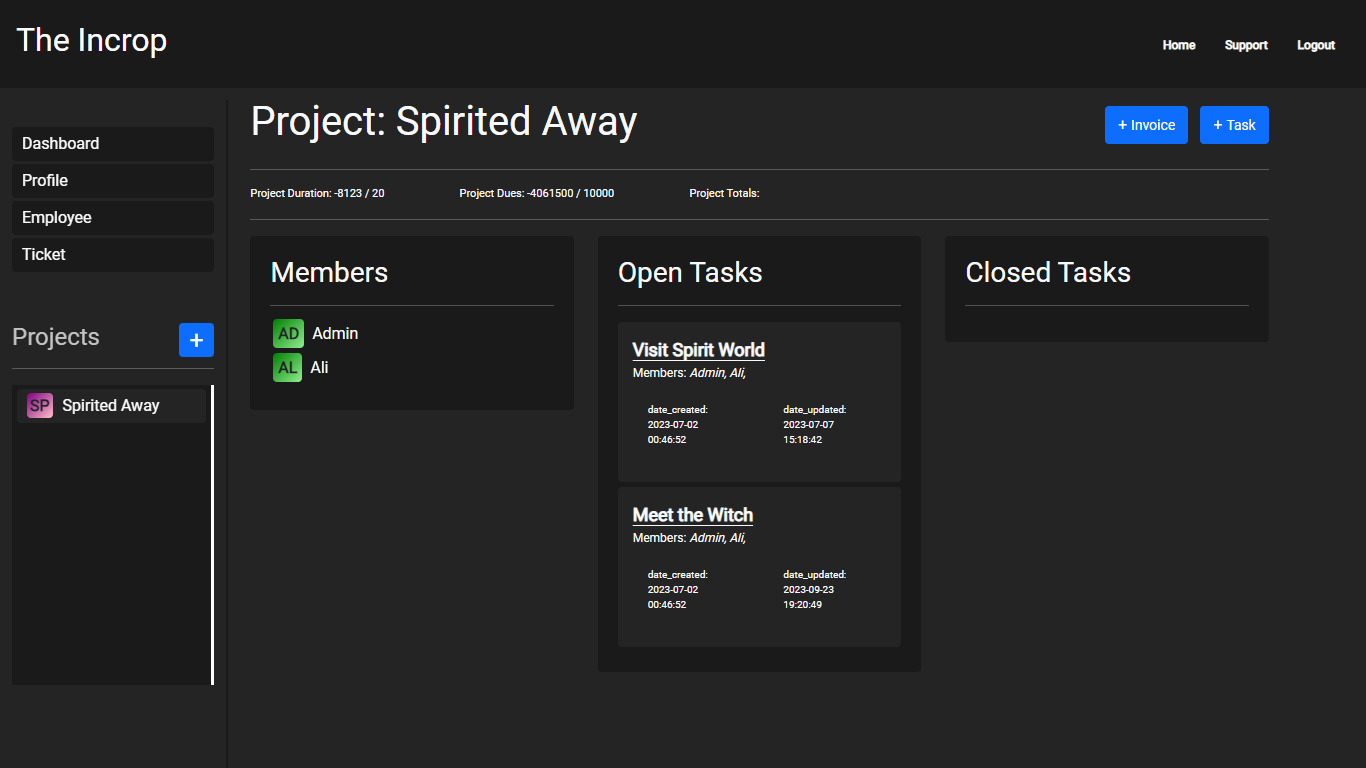 The Incrop
Home Support Logout
Dashboard
Profile
Employee
Ticket
Projects +
SP Spirited Away
Project: Spirited Away
+ Invoice + Task
Project Duration: -8123 / 20 Project Dues: -4061500 / 10000 Project Totals:
Members
AD Admin
AL Ali
Open Tasks
Visit Spirit World
Members: Admin, Ali,
date_created: date_updated:
2023-07-02 2023-07-07
00:46:52 15:18:42
Meet the Witch
Members: Admin, Ali,
date_created: date_updated:
2023-07-02 2023-09-23
00:46:52 19:20:49
Closed Tasks